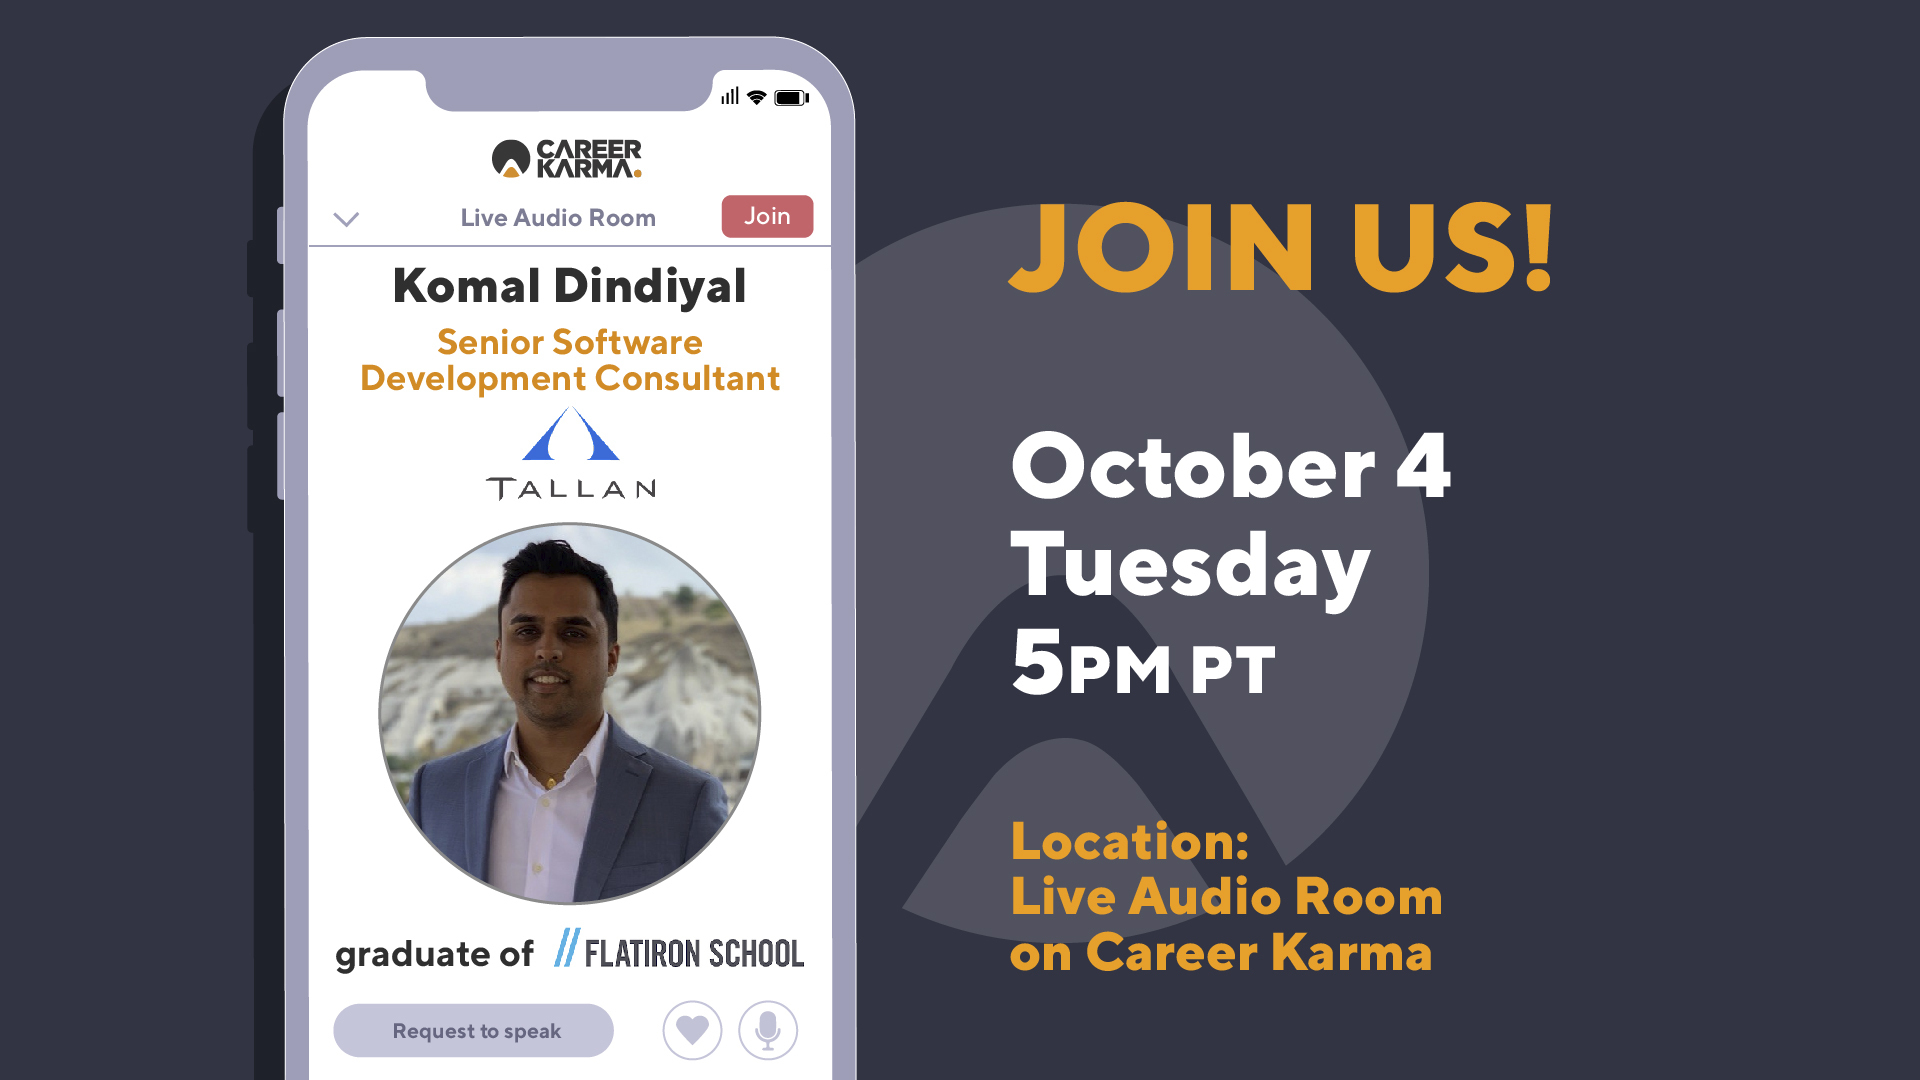 CAREER
KARMA.
Live Audio Room
Join
Komal Dindiyal
Senior Software
Development Consultant
TALLAN
graduate of // FLATIRON SCHOOL
Request to speak
JOIN US!
October 4
Tuesday
5PM PT
Location:
Live Audio Room
on Career Karma